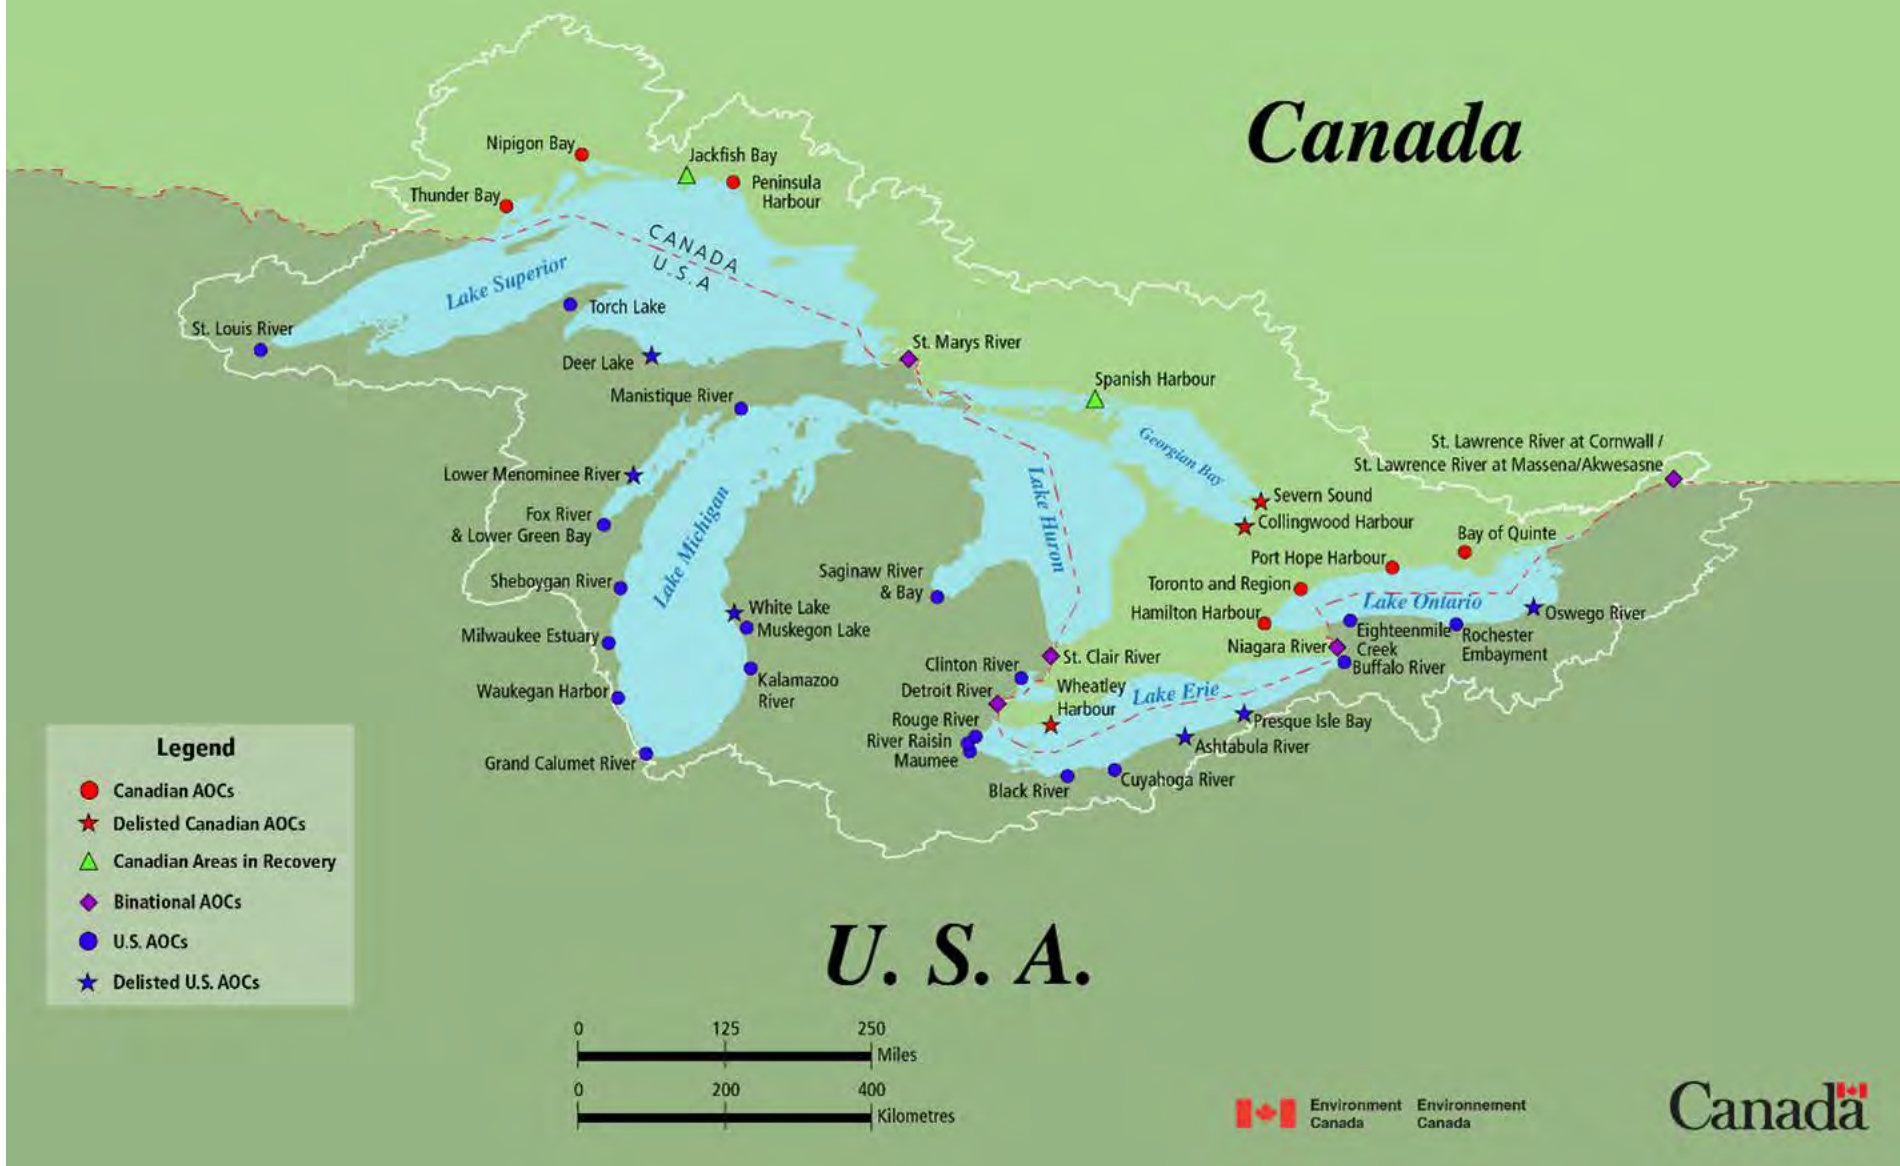 Canada
Nipigon Bay
Jackfish Bay
Peninsula
Harbour
Thunder Bay
CANADA
U.S.A
Lake Superior
Torch Lake
St. Louis River
Deer Lake
St. Marys River
Manistique River
Spanish Harbour
Georgian Bay
St. Lawrence River at Cornwall /
St. Lawrence River at Massena/Akwesasne
Lower Menominee River
Lake Michigan
Lake Huron
Severn Sound
Collingwood Harbour
Fox River
& Lower Green Bay
Bay of Quinte
Port Hope Harbour
Sheboygan River
Saginaw River
& Bay
Toronto and Region
Lake Ontario
White Lake
Muskegon Lake
Hamilton Harbour
Oswego River
Milwaukee Estuary
Eighteenmile
Creek
Rochester
Embayment
Niagara River
Buffalo River
St. Clair River
Clinton River
Kalamazoo
River
Waukegan Harbor
Detroit River
Wheatley
Harbour
Lake Erie
Rouge River
Presque Isle Bay
River Raisin
Ashtabula River
Maumee
Grand Calumet River
Black River
Cuyahoga River
Legend
Canadian AOCs
Delisted Canadian AOCs
Canadian Areas in Recovery
Binational AOCs
U.S. AOCs
Delisted U.S. AOCs
U. S. A.
0 125 250
Miles
0 200 400
Kilometres
Environment Environnement
Canada Canada
Canada